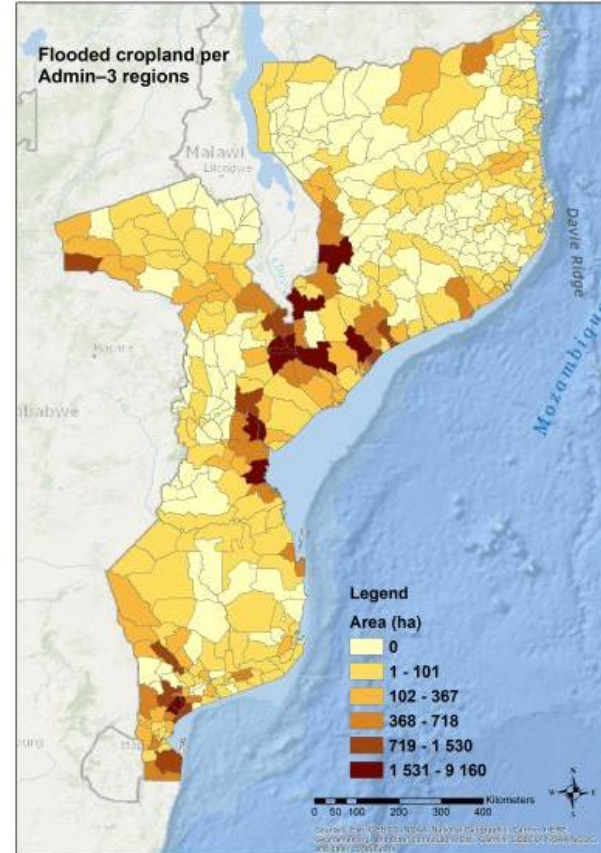 Flooded cropland per
Admin–3 regions
Malawi
Lilongwe
Davie Ridge
Mozambique
Harare
mbabwe
Legend
Area (ha)
0
1 - 101
102 - 367
368 - 718
719 - 1 530
1 531 - 9 160
Kilometers
0 50 100 200 300 400
N
W E
S